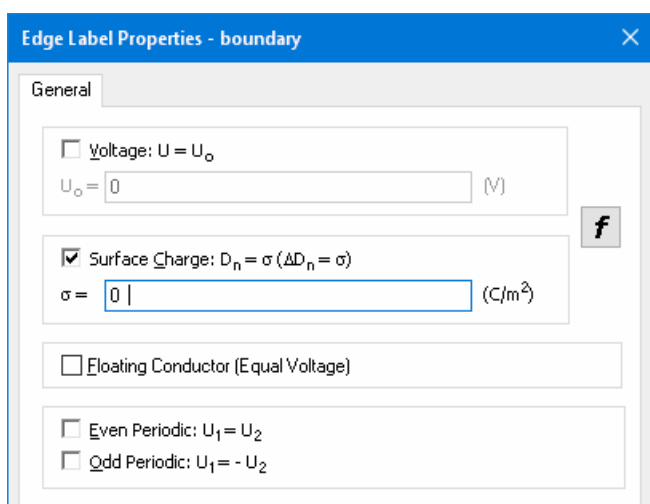 Edge Label Properties - boundary
General
Voltage: U = Uₒ
Uₒ = 0 (V)
f
Surface Charge: Dₙ = σ (ΔDₙ = σ)
σ = 0 (C/m²)
Floating Conductor (Equal Voltage)
Even Periodic: U₁ = U₂
Odd Periodic: U₁ = - U₂